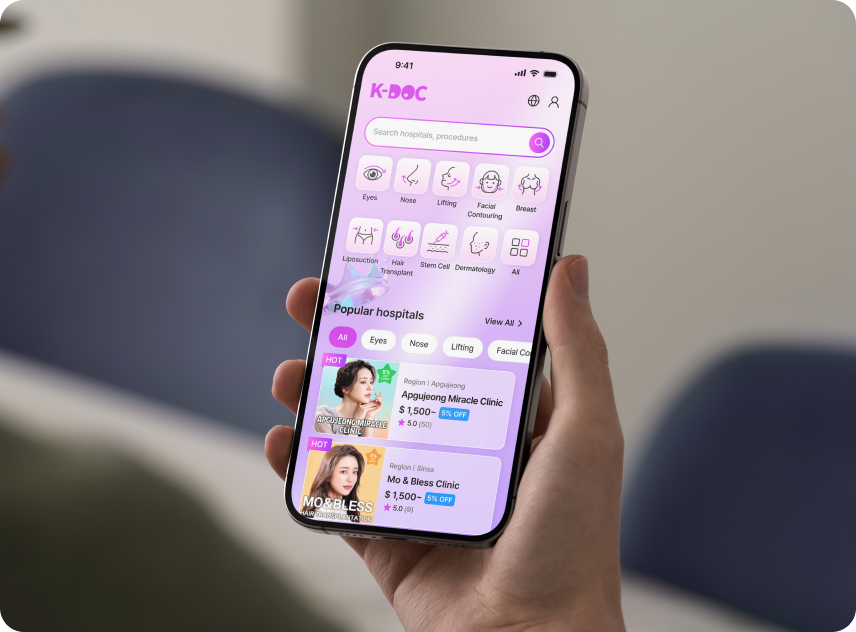 9:41
K-DOC
Search hospitals, procedures
Eyes
Nose
Lifting
Facial
Contouring
Breast
Liposuction
Hair
Transplant
Stem Cell
Dermatology
All
Popular hospitals
View All
All
Eyes
Nose
Lifting
Facial Co
HOT
5%
APGUJEONG MIRACLE
CLINIC
Region | Apgujeong
Apgujeong Miracle Clinic
$ 1,500~ 5% OFF
5.0 (50)
HOT
MO&BLESS
HAIR TRANSPLANTATION
Region | Sinsa
Mo & Bless Clinic
$ 1,500~ 5% OFF
5.0 (9)